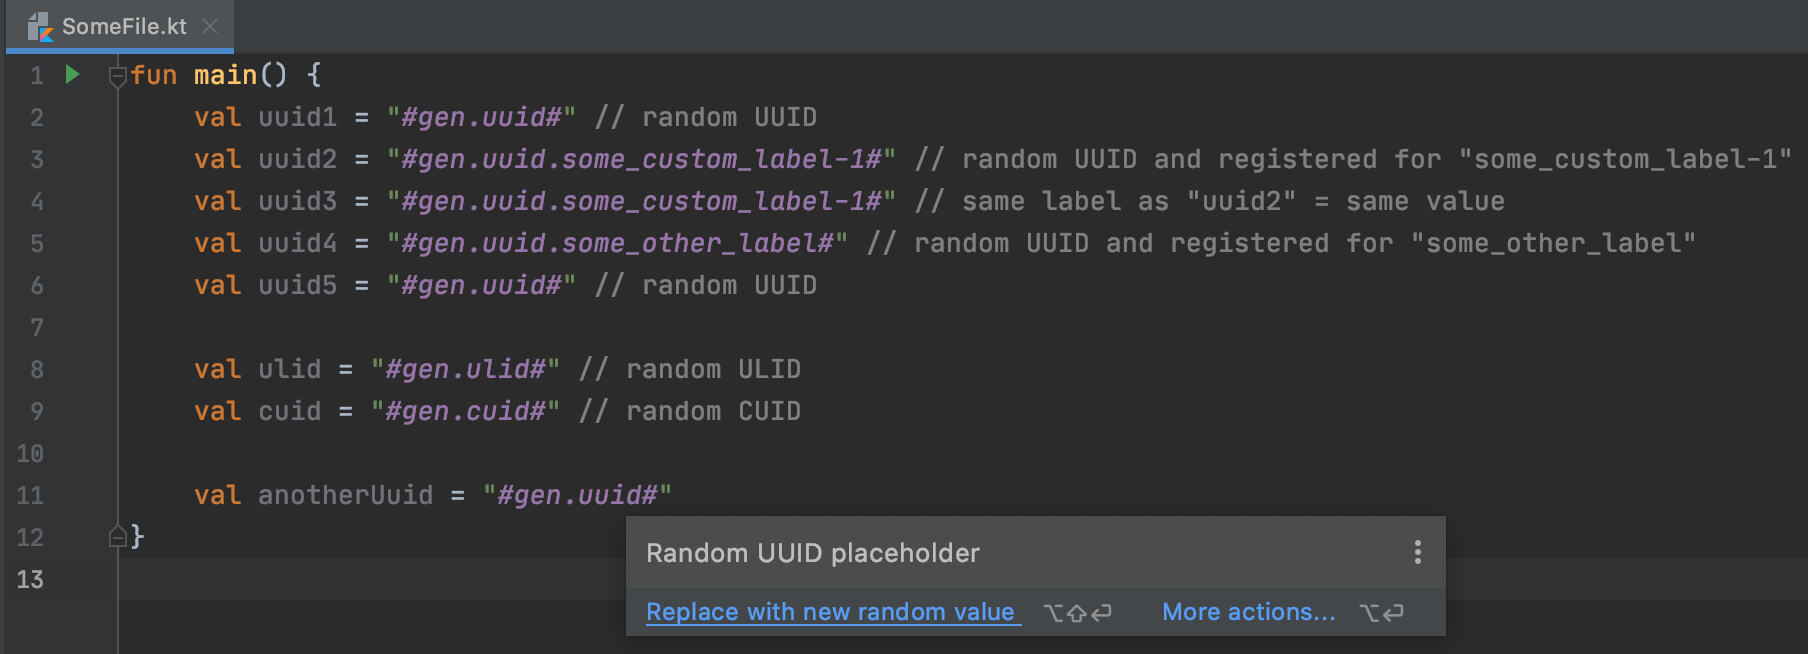 SomeFile.kt
1 fun main() {
2 val uuid1 = "#gen.uuid#" // random UUID
3 val uuid2 = "#gen.uuid.some_custom_label-1#" // random UUID and registered for "some_custom_label-1"
4 val uuid3 = "#gen.uuid.some_custom_label-1#" // same label as "uuid2" = same value
5 val uuid4 = "#gen.uuid.some_other_label#" // random UUID and registered for "some_other_label"
6 val uuid5 = "#gen.uuid#" // random UUID
7
8 val ulid = "#gen.ulid#" // random ULID
9 val cuid = "#gen.cuid#" // random CUID
10
11 val anotherUuid = "#gen.uuid#"
12 }
13
Random UUID placeholder
Replace with new random value ⌥⇧⏎ More actions... ⌥⏎